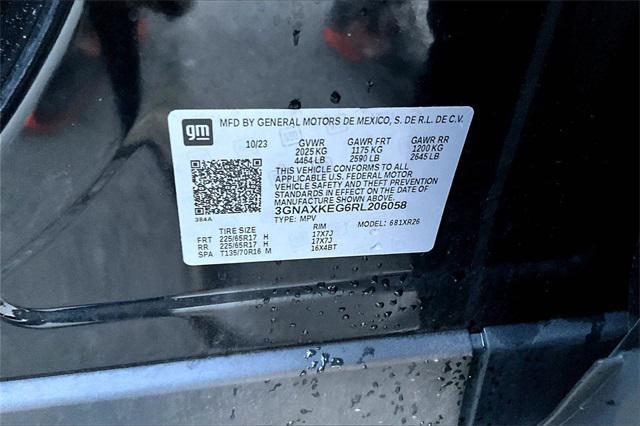 gm
MFD BY GENERAL MOTORS DE MEXICO, S. DE R.L. DE C.V.
10/23 GVWR GAWR FRT GAWR RR
2025 KG 1175 KG 1200 KG
4464 LB 2590 LB 2645 LB
THIS VEHICLE CONFORMS TO ALL
APPLICABLE U.S. FEDERAL MOTOR
VEHICLE SAFETY AND THEFT PREVENTION
STANDARDS IN EFFECT ON THE DATE OF
MANUFACTURE SHOWN ABOVE.
384A 3GNAXKEG6RL206058
TYPE: MPV MODEL: 681XR26
TIRE SIZE RIM
FRT 225/65R17 H 17X7J
RR 225/65R17 H 17X7J
SPA T135/70R16 M 16X4BT